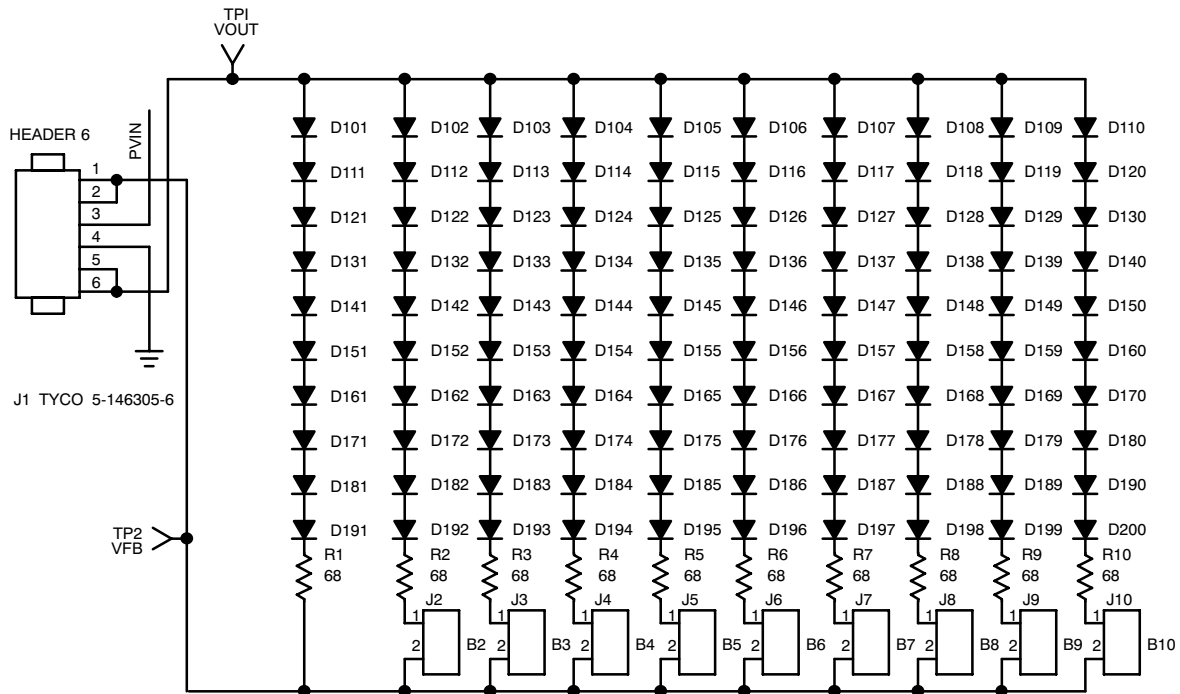 TPI
VOUT
HEADER 6
PVIN
1
2
3
4
5
6
J1 TYCO 5-146305-6
TP2
VFB
D101 D102 D103 D104 D105 D106 D107 D108 D109 D110
D111 D112 D113 D114 D115 D116 D117 D118 D119 D120
D121 D122 D123 D124 D125 D126 D127 D128 D129 D130
D131 D132 D133 D134 D135 D136 D137 D138 D139 D140
D141 D142 D143 D144 D145 D146 D147 D148 D149 D150
D151 D152 D153 D154 D155 D156 D157 D158 D159 D160
D161 D162 D163 D164 D165 D166 D167 D168 D169 D170
D171 D172 D173 D174 D175 D176 D177 D178 D179 D180
D181 D182 D183 D184 D185 D186 D187 D188 D189 D190
D191 D192 D193 D194 D195 D196 D197 D198 D199 D200
R1 R2 R3 R4 R5 R6 R7 R8 R9 R10
68 68 68 68 68 68 68 68 68 68
J2 J3 J4 J5 J6 J7 J8 J9 J10
1 1 1 1 1 1 1 1 1
2 B2 2 B3 2 B4 2 B5 2 B6 2 B7 2 B8 2 B9 2 B10